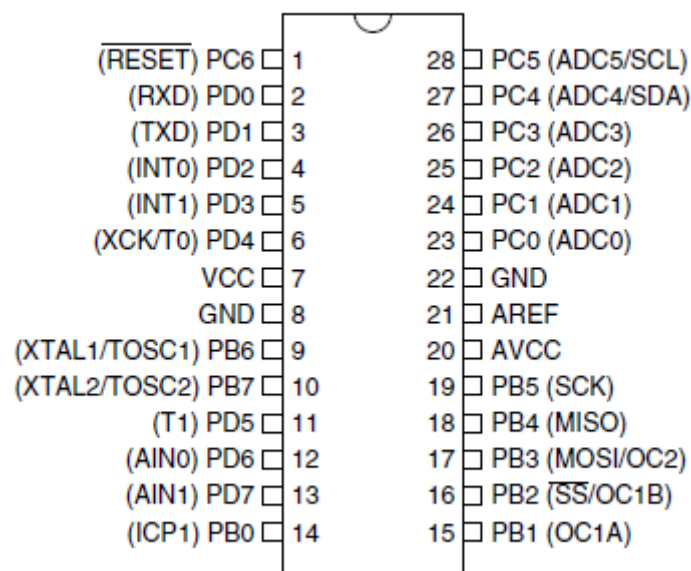 (RESET) PC6 1 28 PC5 (ADC5/SCL)
(RXD) PD0 2 27 PC4 (ADC4/SDA)
(TXD) PD1 3 26 PC3 (ADC3)
(INT0) PD2 4 25 PC2 (ADC2)
(INT1) PD3 5 24 PC1 (ADC1)
(XCK/T0) PD4 6 23 PC0 (ADC0)
VCC 7 22 GND
GND 8 21 AREF
(XTAL1/TOSC1) PB6 9 20 AVCC
(XTAL2/TOSC2) PB7 10 19 PB5 (SCK)
(T1) PD5 11 18 PB4 (MISO)
(AIN0) PD6 12 17 PB3 (MOSI/OC2)
(AIN1) PD7 13 16 PB2 (SS/OC1B)
(ICP1) PB0 14 15 PB1 (OC1A)